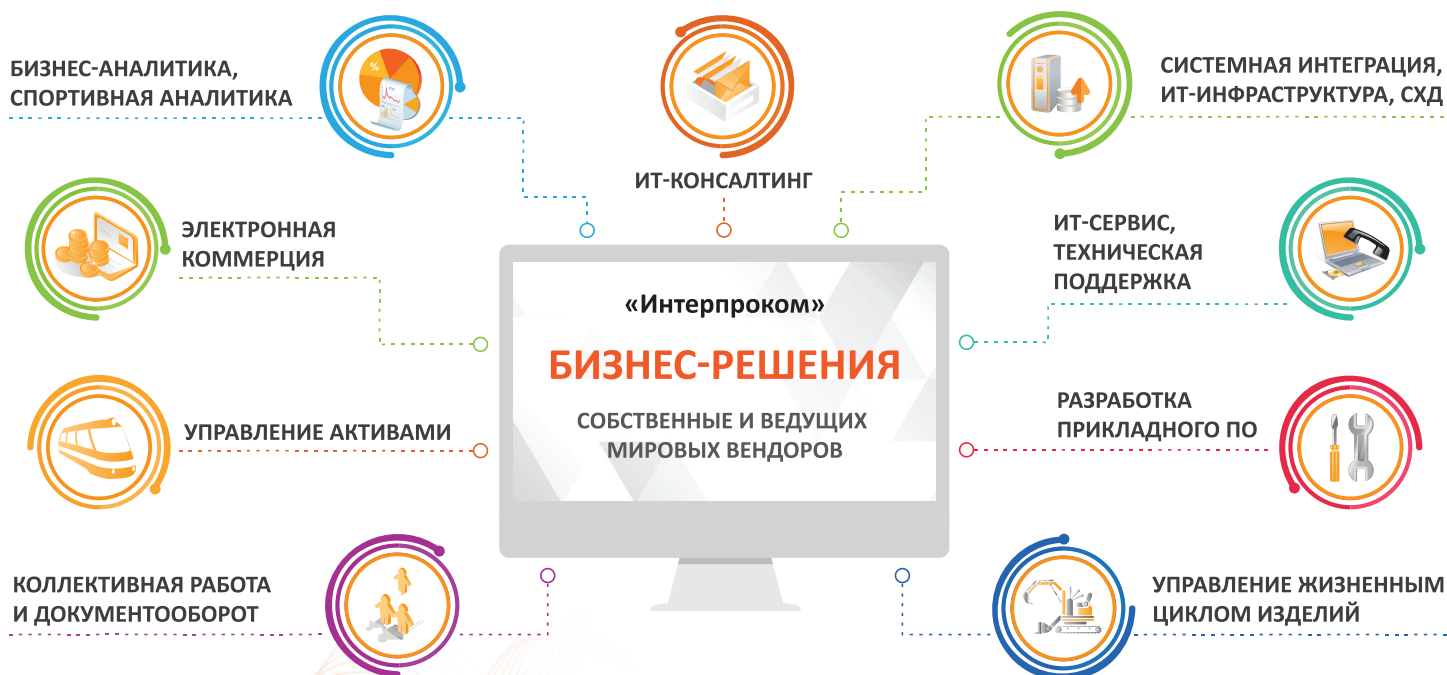 БИЗНЕС-АНАЛИТИКА,
СПОРТИВНАЯ АНАЛИТИКА
%
ИТ-КОНСАЛТИНГ
СИСТЕМНАЯ ИНТЕГРАЦИЯ,
ИТ-ИНФРАСТРУКТУРА, СХД
ЭЛЕКТРОННАЯ
КОММЕРЦИЯ
ИТ-СЕРВИС,
ТЕХНИЧЕСКАЯ
ПОДДЕРЖКА
«Интерпроком»
БИЗНЕС-РЕШЕНИЯ
СОБСТВЕННЫЕ И ВЕДУЩИХ
МИРОВЫХ ВЕНДОРОВ
УПРАВЛЕНИЕ АКТИВАМИ
РАЗРАБОТКА
ПРИКЛАДНОГО ПО
КОЛЛЕКТИВНАЯ РАБОТА
И ДОКУМЕНТООБОРОТ
УПРАВЛЕНИЕ ЖИЗНЕННЫМ
ЦИКЛОМ ИЗДЕЛИЙ